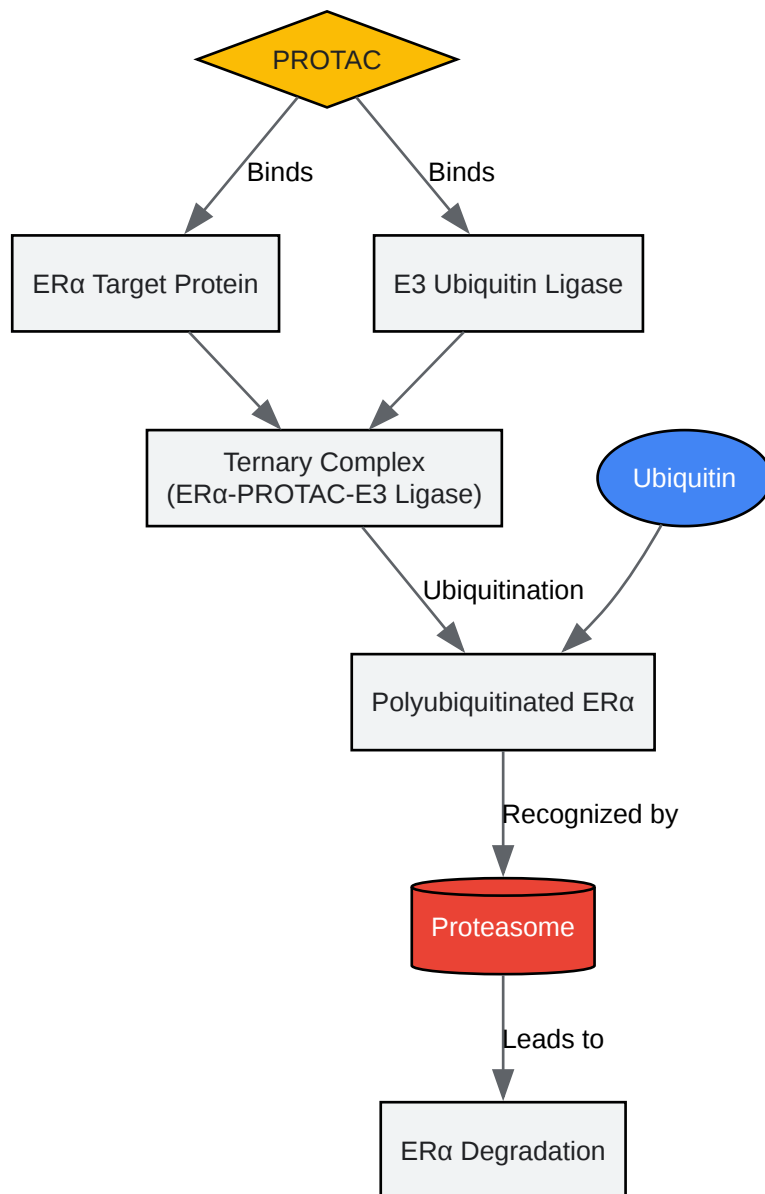 PROTAC
Binds
Binds
ERα Target Protein
E3 Ubiquitin Ligase
Ternary Complex
(ERα-PROTAC-E3 Ligase)
Ubiquitin
Ubiquitination
Polyubiquitinated ERα
Recognized by
Proteasome
Leads to
ERα Degradation